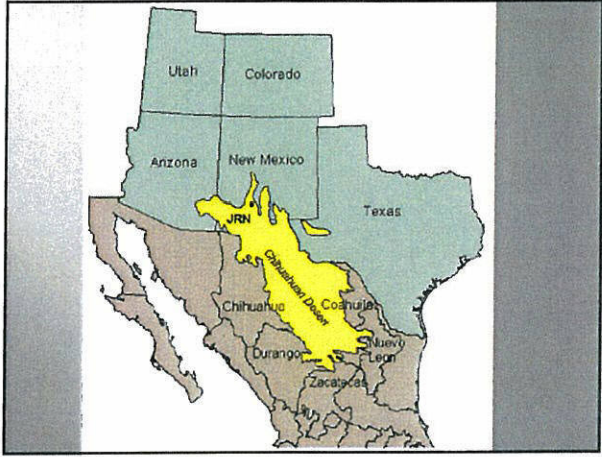 Utah
Colorado
Arizona
New Mexico
Texas
JRN
Chihuahuan Desert
Chihuahua
Coahuila
Durango
Nuevo
Leon
Zacatecas